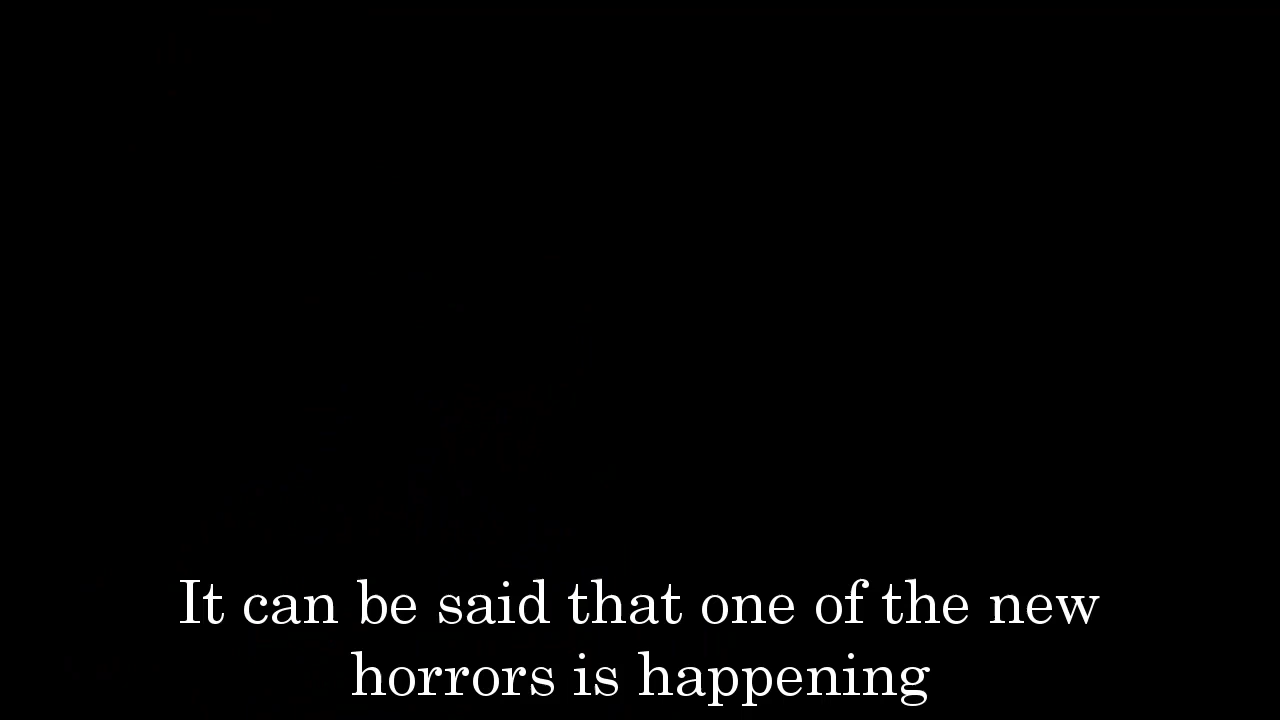 It can be said that one of the new
horrors is happening